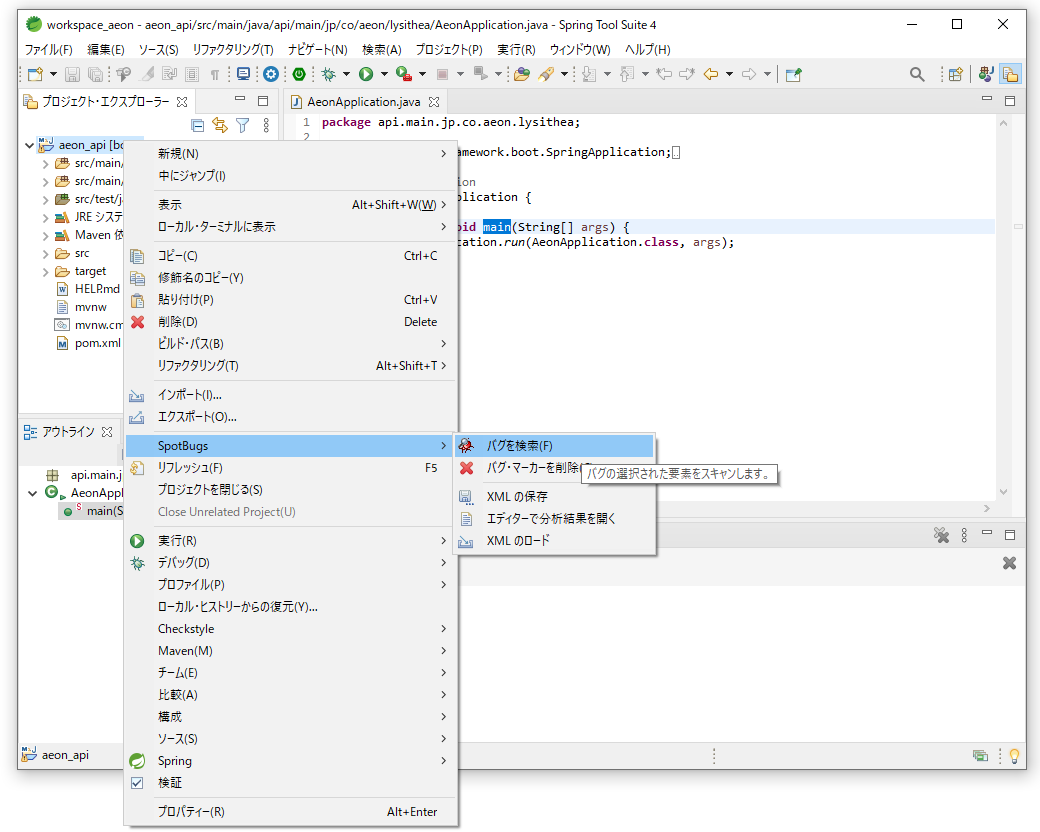 workspace_aeon - aeon_api/src/main/java/api/main/jp/co/aeon/lysithea/AeonApplication.java - Spring Tool Suite 4
ファイル(F) 編集(E) ソース(S) リファクタリング(T) ナビゲート(N) 検索(A) プロジェクト(P) 実行(R) ウィンドウ(W) ヘルプ(H)
プロジェクト・エクスプローラー
AeonApplication.java
1 package api.main.jp.co.aeon.lysithea;
2
amework.boot.SpringApplication;
ion
plication {
oid main(String[] args) {
cation.run(AeonApplication.class, args);
aeon_api [bo
src/main/
src/main/
src/test/j
JRE システ
Maven 依
src
target
HELP.md
mvnw
mvnw.cm
pom.xml
アウトライン
api.main.j
AeonAppl
main(S
新規(N)
中にジャンプ(I)
表示 Alt+Shift+W(W)
ローカル・ターミナルに表示
コピー(C) Ctrl+C
修飾名のコピー(Y)
貼り付け(P) Ctrl+V
削除(D) Delete
ビルド・パス(B)
リファクタリング(T) Alt+Shift+T
インポート(I)...
エクスポート(O)...
SpotBugs
リフレッシュ(F) F5
プロジェクトを閉じる(S)
Close Unrelated Project(U)
実行(R)
デバッグ(D)
プロファイル(P)
ローカル・ヒストリーからの復元(Y)...
Checkstyle
Maven(M)
チーム(E)
比較(A)
構成
ソース(S)
Spring
検証
プロパティー(R) Alt+Enter
バグを検索(F)
バグ・マーカーを削除(
バグの選択された要素をスキャンします。
XML の保存
エディターで分析結果を開く
XML のロード
aeon_api